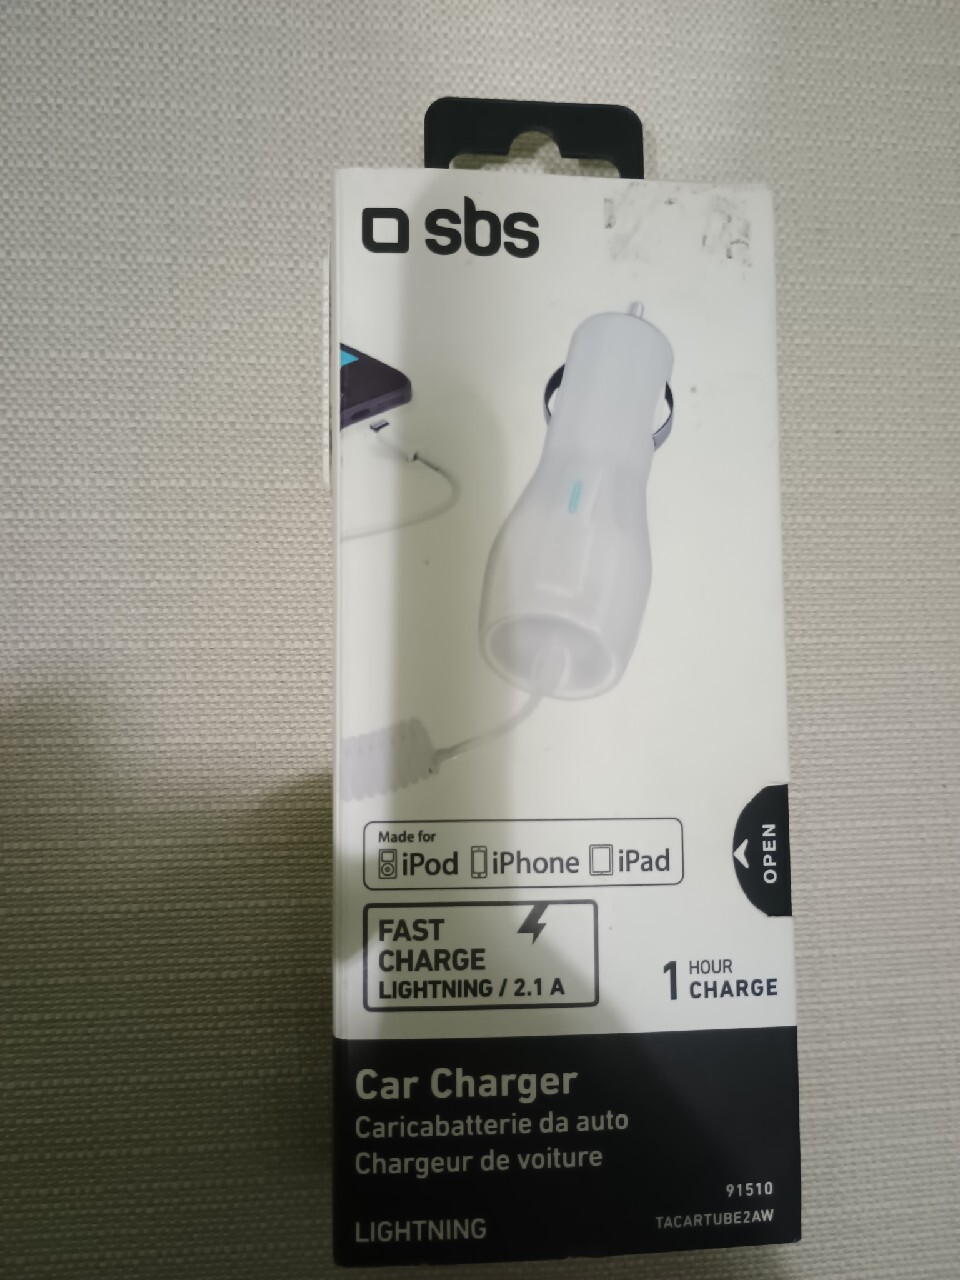 sbs
Made for
iPod iPhone iPad
FAST
CHARGE
LIGHTNING / 2.1 A
OPEN
1 HOUR
CHARGE
Car Charger
Caricabatterie da auto
Chargeur de voiture
91510
TACARTUBE2AW
LIGHTNING